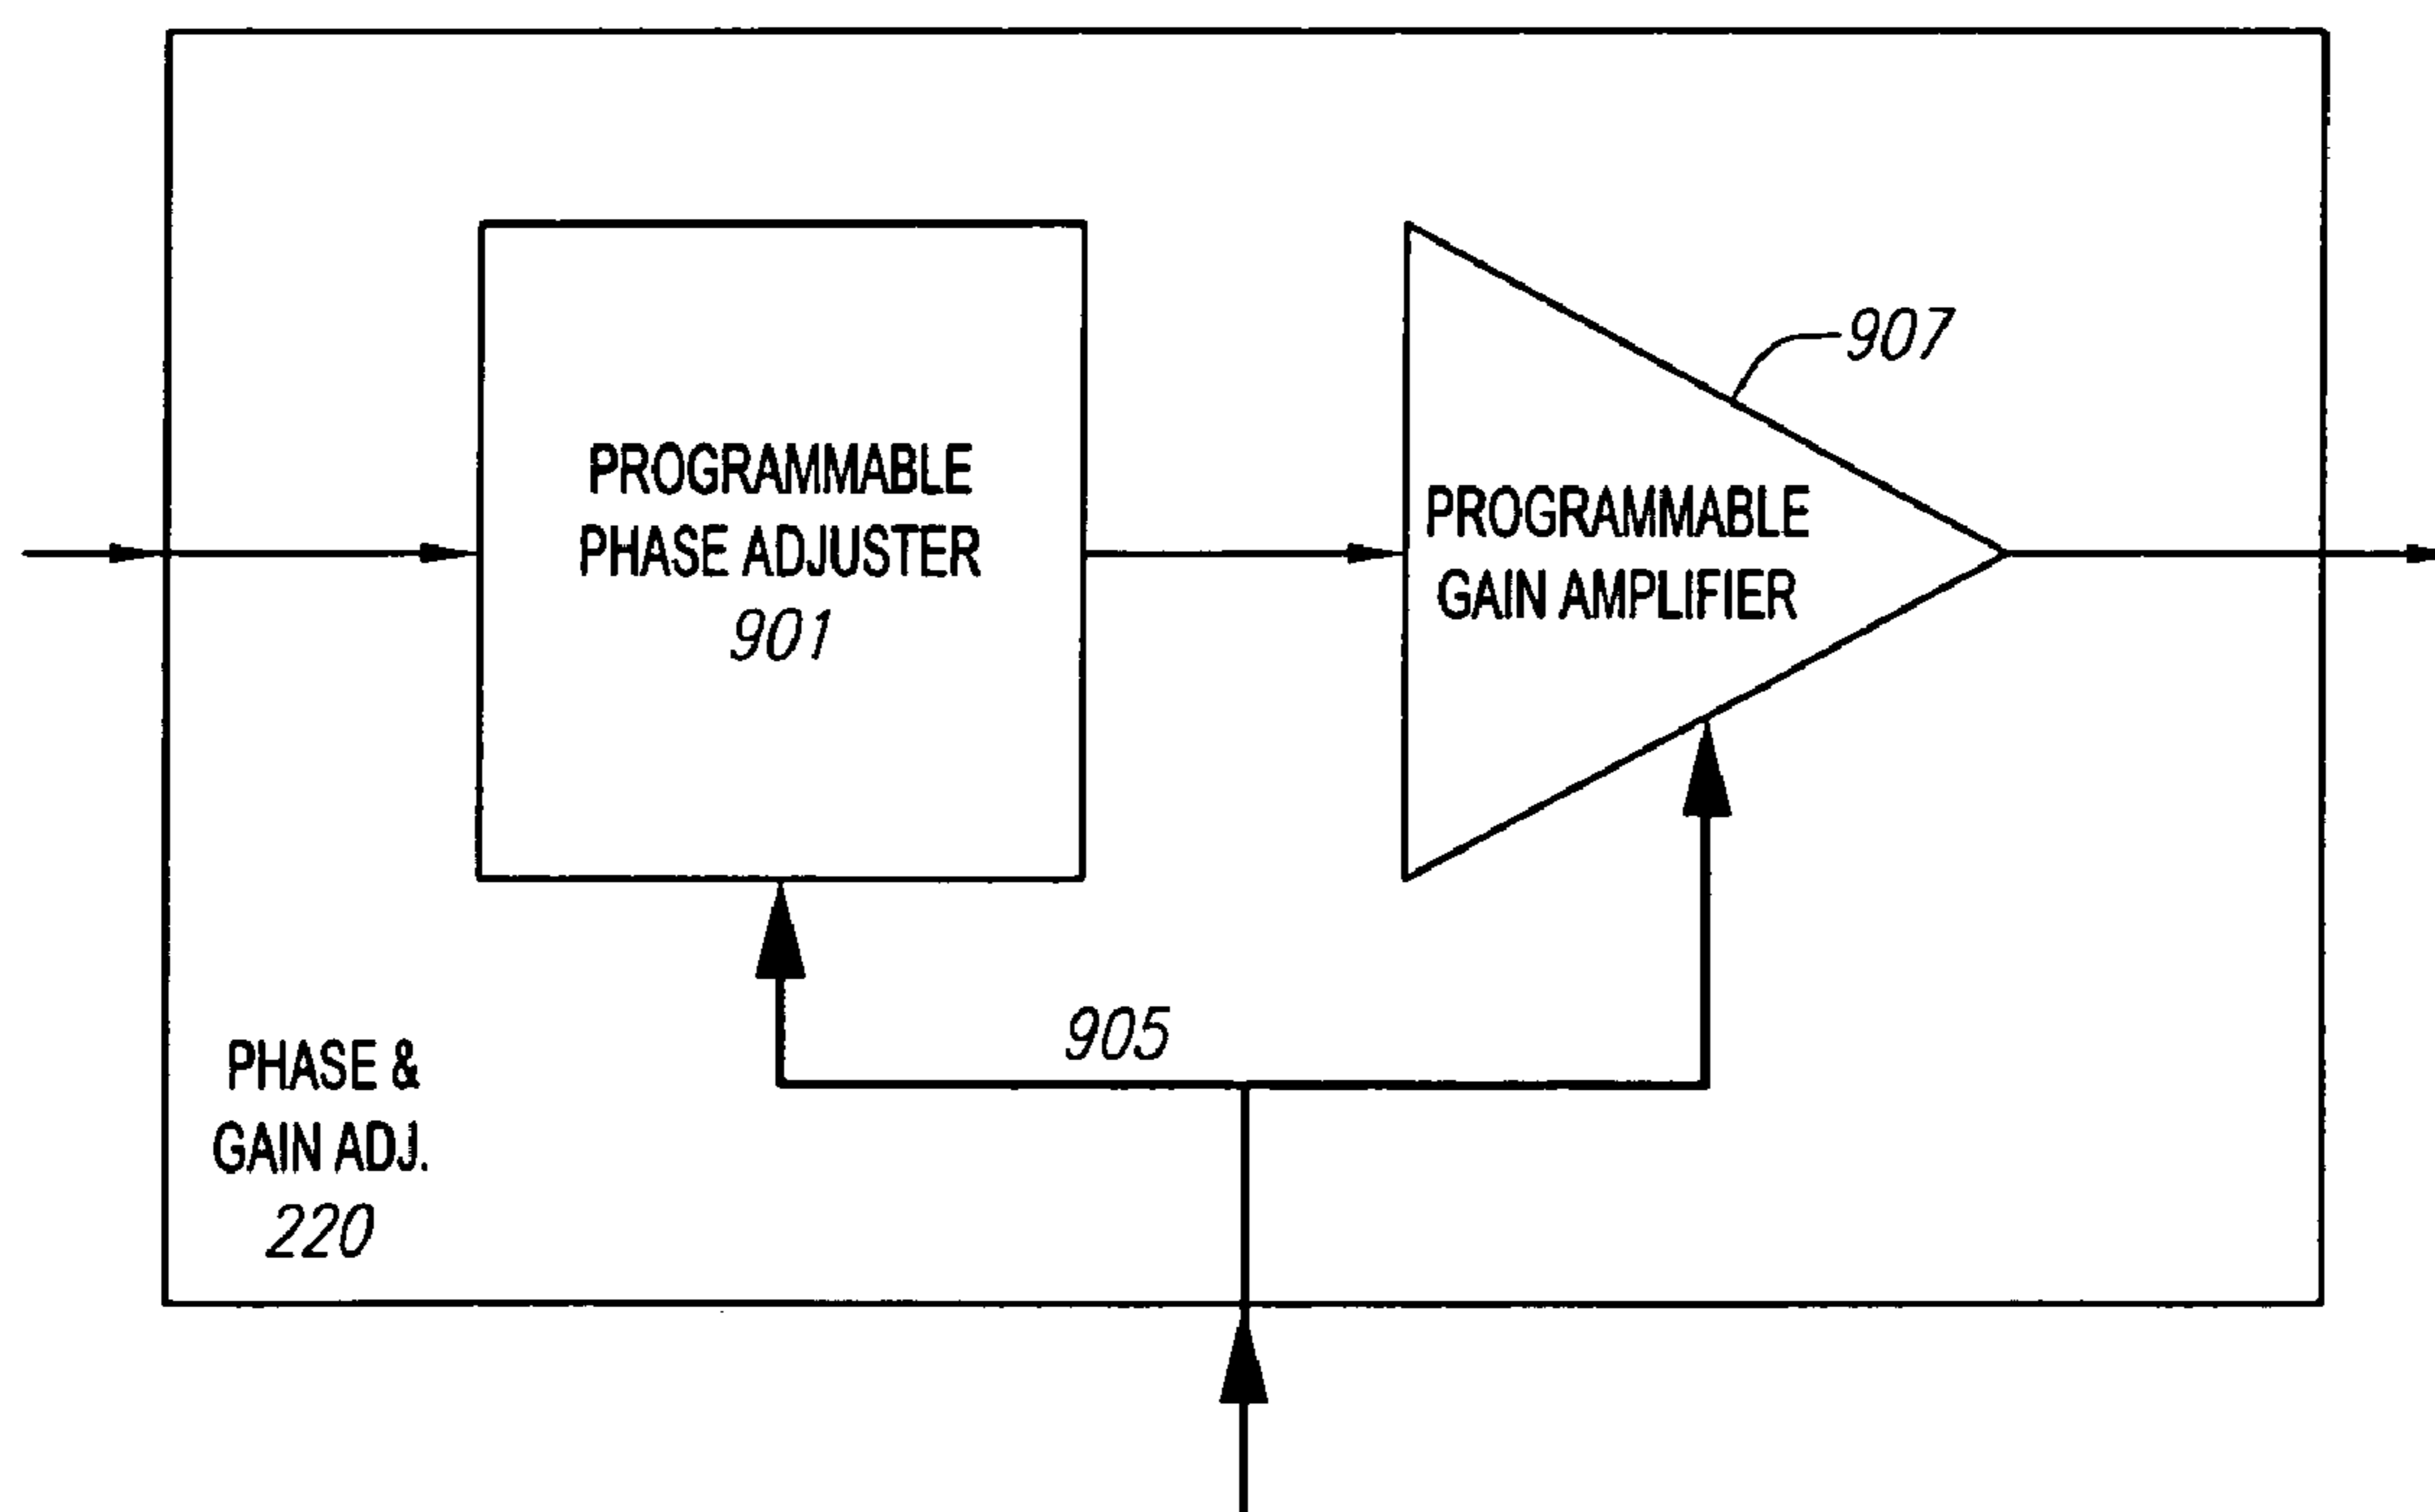 907
PROGRAMMABLE
PHASE ADJUSTER
901
PROGRAMMABLE
GAIN AMPLIFIER
905
PHASE &
GAIN ADJ.
220